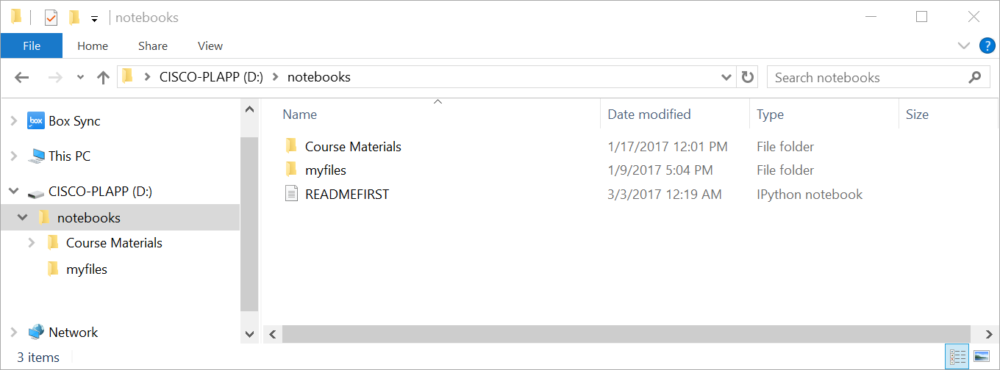 notebooks
File Home Share View ?
CISCO-PLAPP (D:) notebooks Search notebooks
Name Date modified Type Size
box Box Sync
This PC
CISCO-PLAPP (D:)
notebooks
Course Materials
myfiles
Network
Course Materials 1/17/2017 12:01 PM File folder
myfiles 1/9/2017 5:04 PM File folder
READMEFIRST 3/3/2017 12:19 AM IPython notebook
3 items